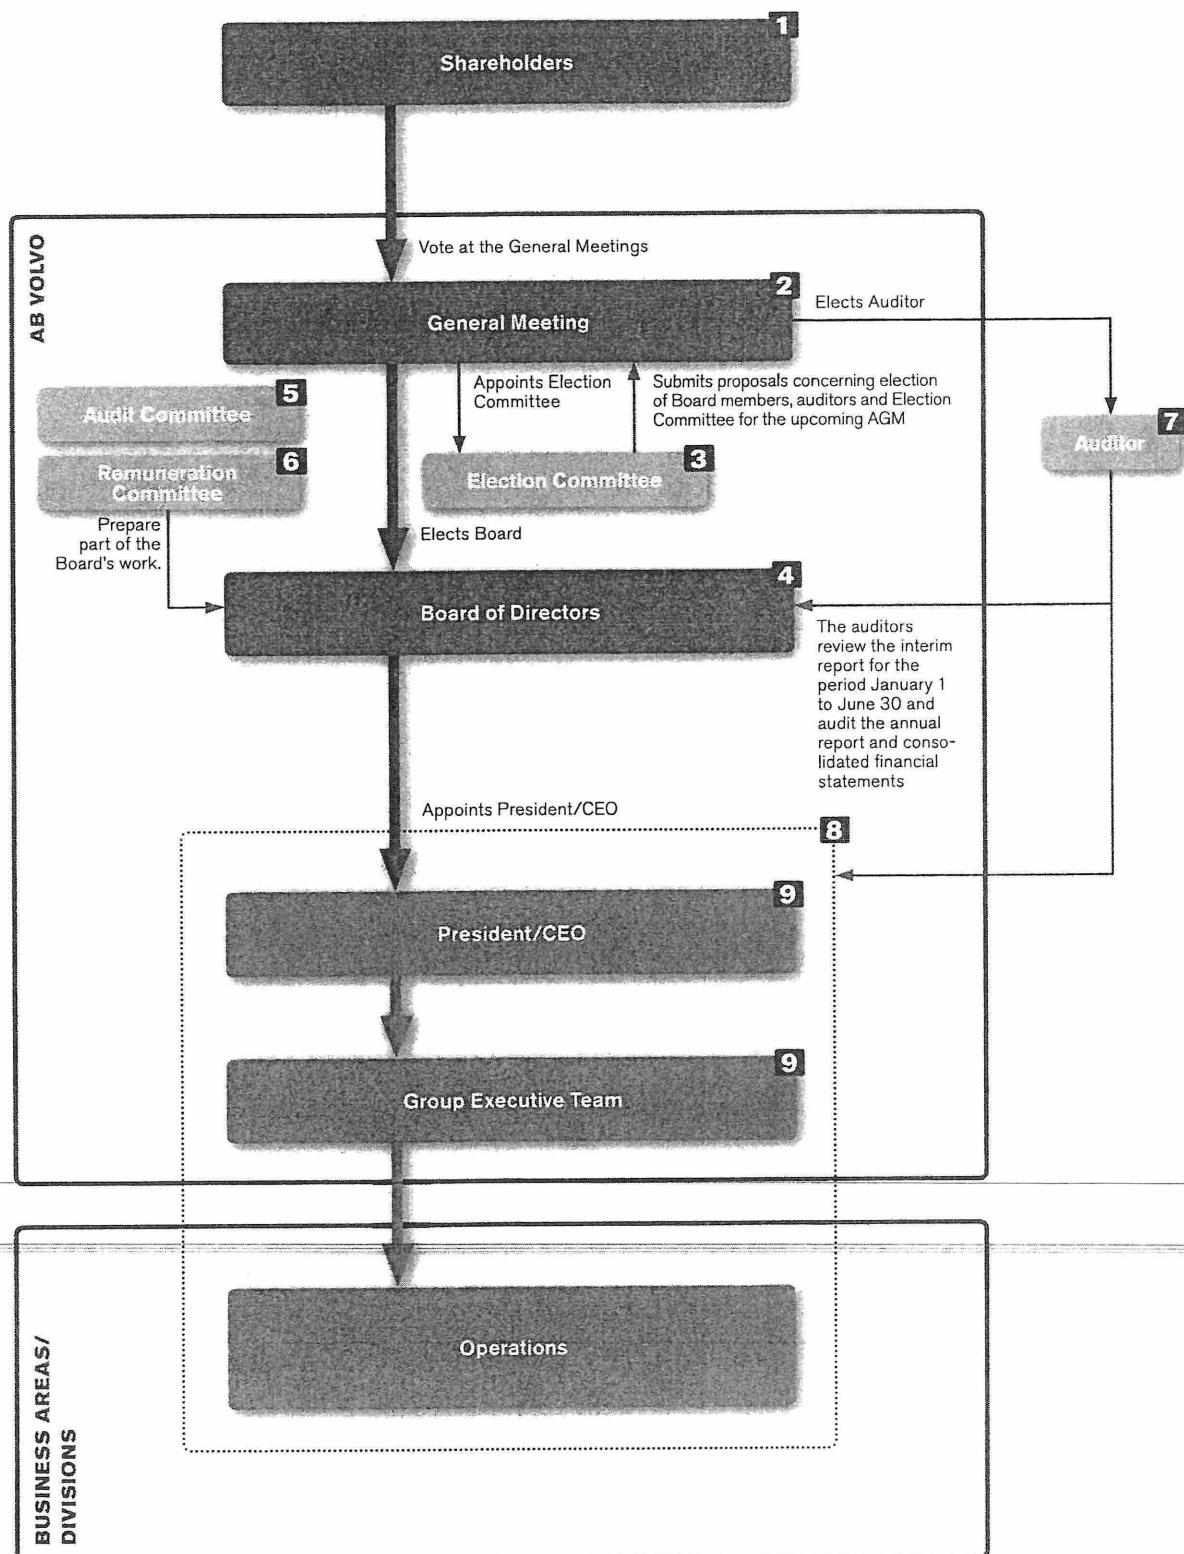 1
Shareholders
AB VOLVO
Vote at the General Meetings
2
General Meeting
Elects Auditor
5
Audit Committee
6
Remuneration
Committee
Prepare
part of the
Board's work.
Appoints Election
Committee
Submits proposals concerning election
of Board members, auditors and Election
Committee for the upcoming AGM
3
Election Committee
7
Auditor
Elects Board
4
Board of Directors
The auditors
review the interim
report for the
period January 1
to June 30 and
audit the annual
report and conso-
lidated financial
statements
Appoints President/CEO
8
9
President/CEO
9
Group Executive Team
BUSINESS AREAS/
DIVISIONS
Operations